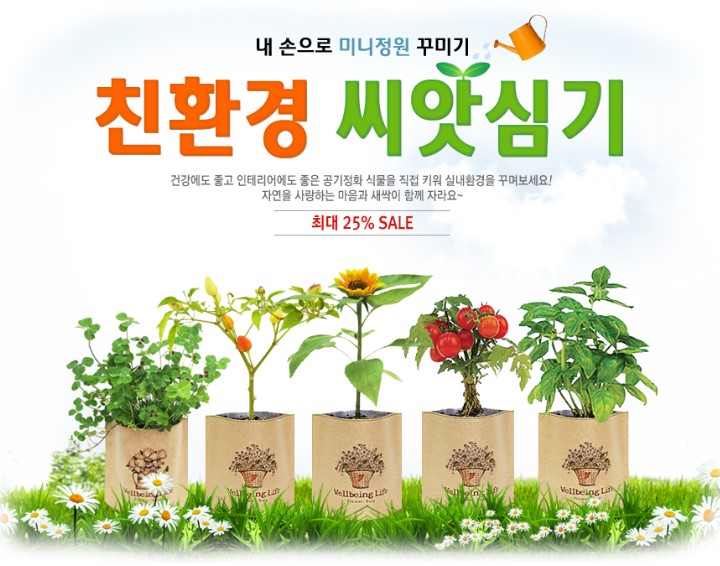 내 손으로 미니정원 꾸미기
친환경 씨앗심기
건강에도 좋고 인테리어에도 좋은 공기정화 식물을 직접 키워 실내환경을 꾸며보세요!
자연을 사랑하는 마음과 새싹이 함께 자라요~
최대 25% SALE
Wellbeing Life
Wellbeing Life
Wellbeing Life
Flower Bed
Wellbeing Life
Wellbeing Life